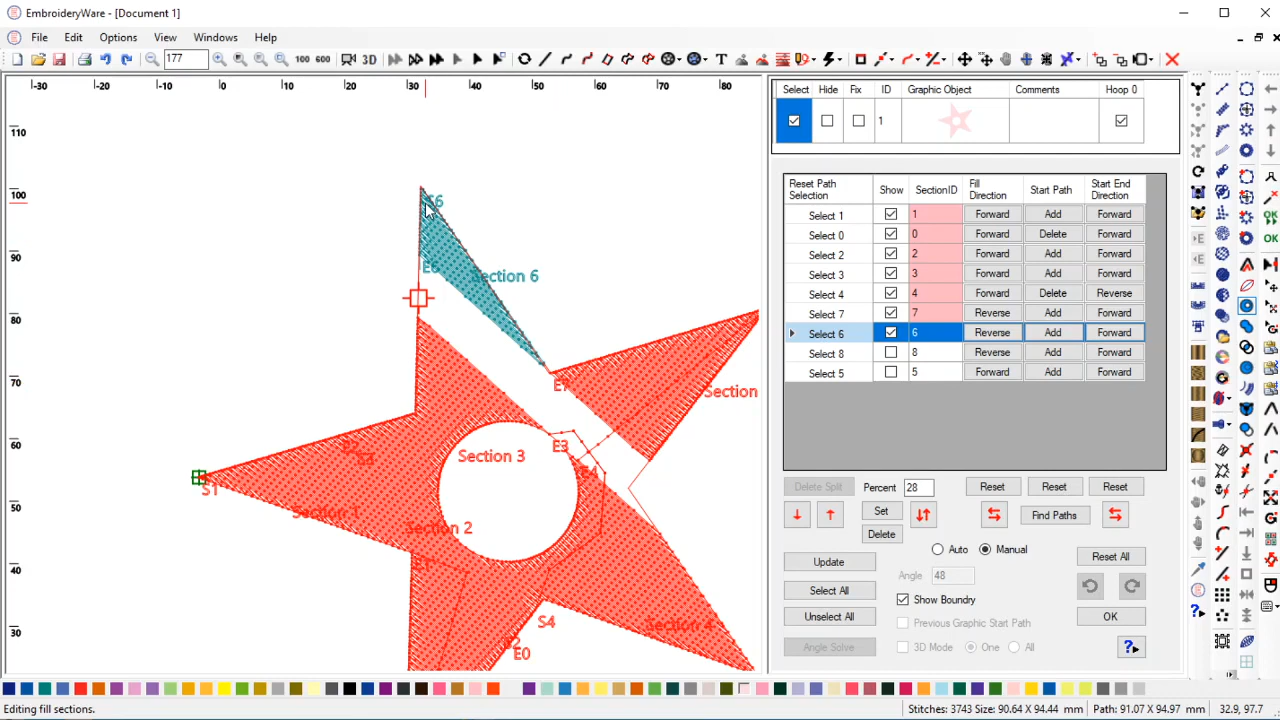 EmbroideryWare - [Document 1]
File Edit Options View Windows Help
177 100 600 3D T
-30 -20 -10 0 10 20 30 40 50 60 70 80
110
100
90
80
70
60
50
40
30
S6
E6
Section 6
E7
Section
E3
E4
Section 3
S1
Section 1
Section 2
E1
S4
E0
Section 4
Select Hide Fix ID Graphic Object Comments Hoop 0
1
Reset Path Selection Show SectionID Fill Direction Start Path Start End Direction
Select 1 1 Forward Add Forward
Select 0 0 Forward Delete Forward
Select 2 2 Forward Add Forward
Select 3 3 Forward Add Forward
Select 4 4 Forward Delete Reverse
Select 7 7 Reverse Add Forward
Select 6 6 Reverse Add Forward
Select 8 8 Reverse Add Forward
Select 5 5 Forward Add Forward
Delete Split Percent 28 Reset Reset Reset
Set Find Paths
Delete
Auto Manual
Update Reset All
Angle 48
Select All Show Boundry
Unselect All Previous Graphic Start Path OK
Angle Solve 3D Mode One All
OK
OK
Editing fill sections. Stitches: 3743 Size: 90.64 X 94.44 mm Path: 91.07 X 94.97 mm 32.9, 97.7